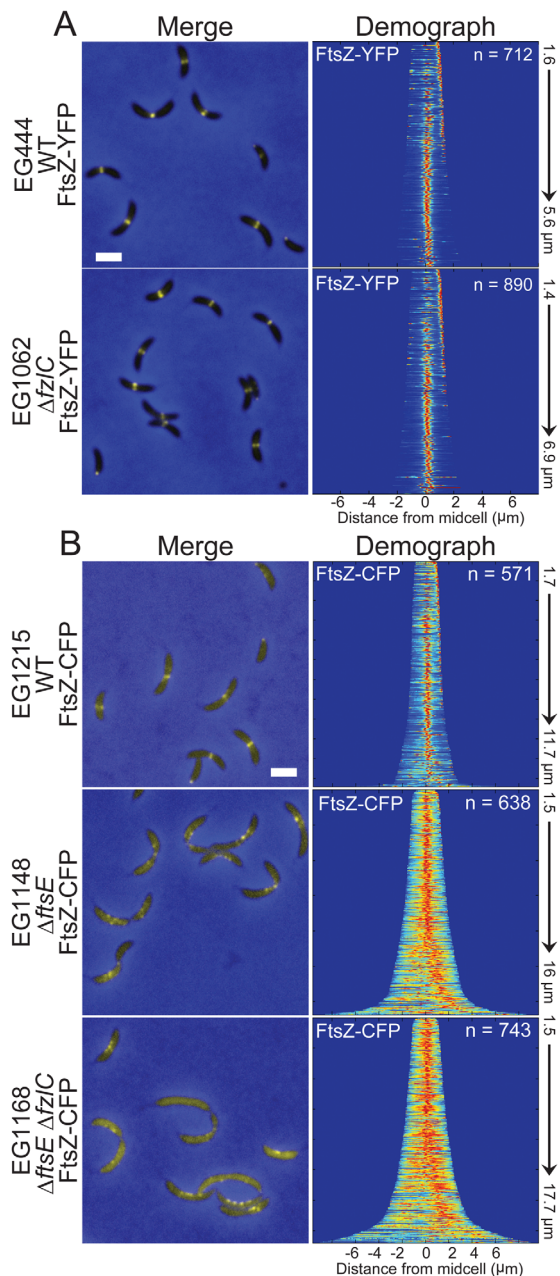 A
Merge
Demograph
EG444
WT
FtsZ-YFP
FtsZ-YFP
n = 712
1.6
5.6 µm
EG1062
ΔfzlC
FtsZ-YFP
FtsZ-YFP
n = 890
1.4
6.9 µm
-6 -4 -2 0 2 4 6
Distance from midcell (µm)
B
Merge
Demograph
EG1215
WT
FtsZ-CFP
FtsZ-CFP
n = 571
1.7
11.7 µm
EG1148
ΔftsE
FtsZ-CFP
FtsZ-CFP
n = 638
1.5
16 µm
EG1168
ΔftsE ΔfzlC
FtsZ-CFP
FtsZ-CFP
n = 743
1.5
17.7 µm
-6 -4 -2 0 2 4 6
Distance from midcell (µm)